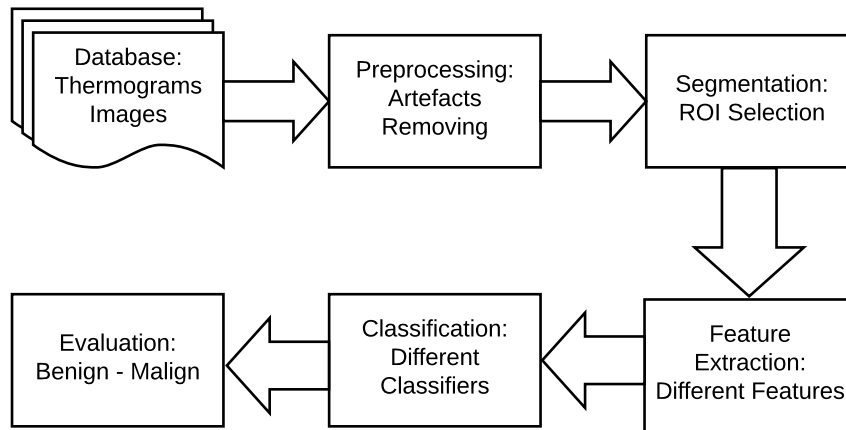 Database:
Thermograms
Images
Preprocessing:
Artefacts
Removing
Segmentation:
ROI Selection
Feature
Extraction:
Different Features
Classification:
Different
Classifiers
Evaluation:
Benign - Malign